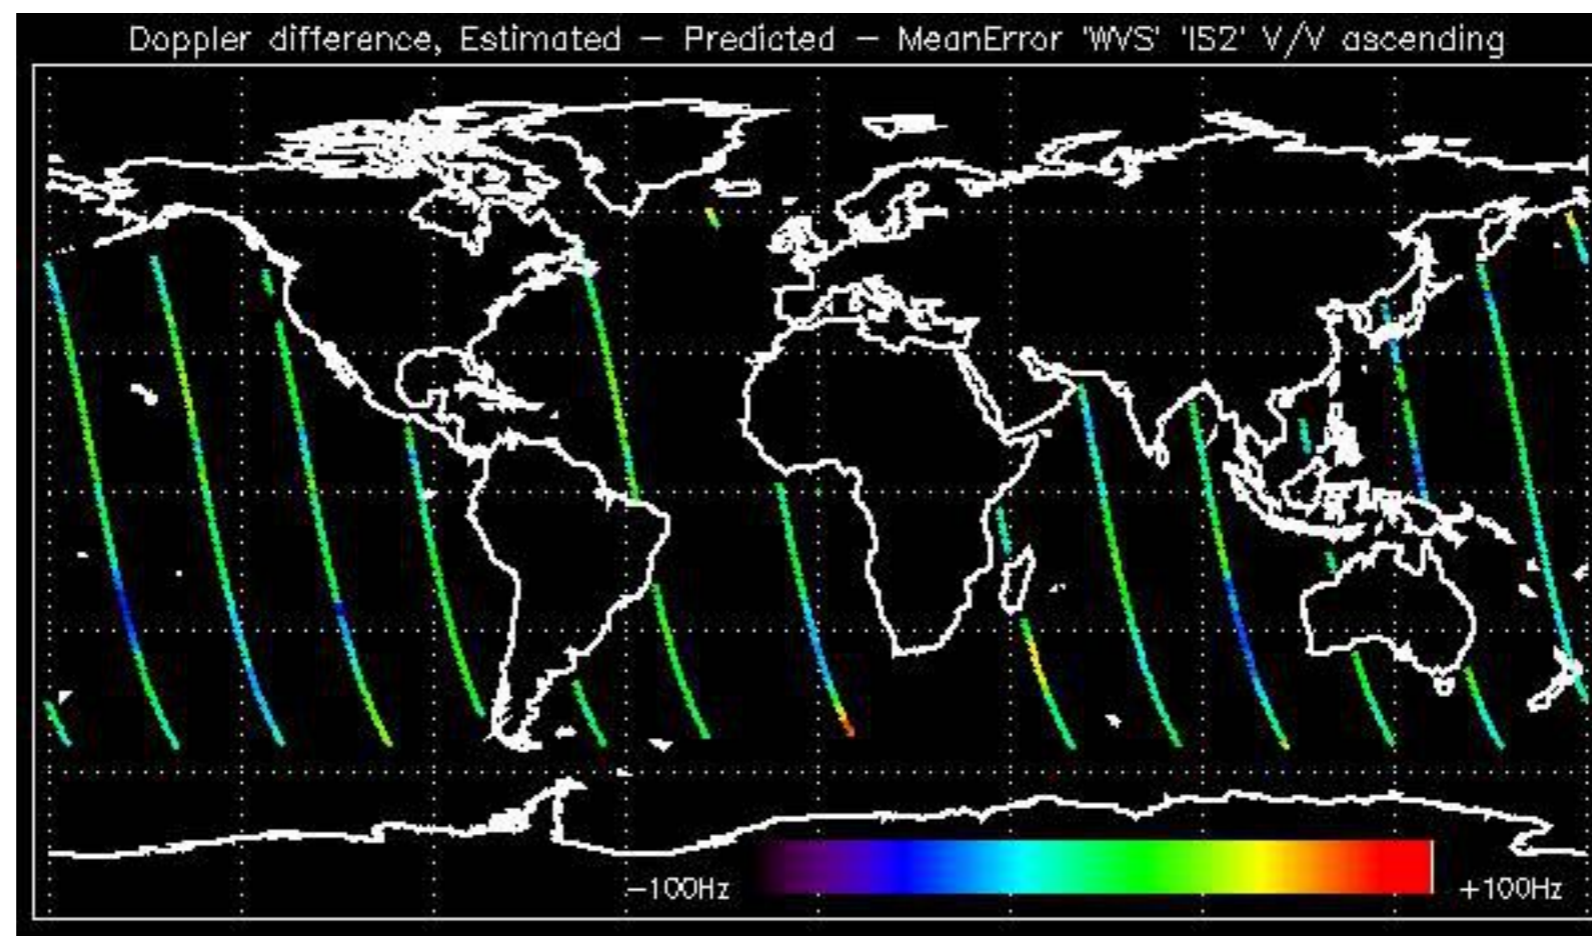 Doppler difference, Estimated – Predicted – MeanError 'WVS' 'IS2' V/V ascending
–100Hz
+100Hz